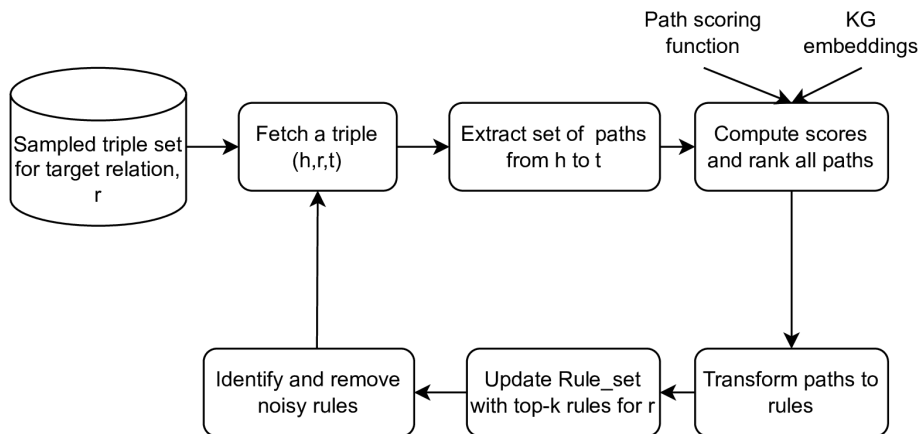 Path scoring
function
KG
embeddings
Sampled triple set
for target relation,
r
Fetch a triple
(h,r,t)
Extract set of paths
from h to t
Compute scores
and rank all paths
Identify and remove
noisy rules
Update Rule_set
with top-k rules for r
Transform paths to
rules